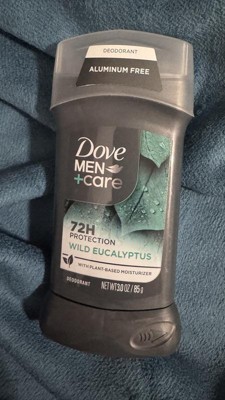 DEODORANT
ALUMINUM FREE
Dove
MEN
+care
72H
PROTECTION
WILD EUCALYPTUS
WITH PLANT-BASED MOISTURIZER
DEODORANT NET WT 3.0 OZ / 85 g